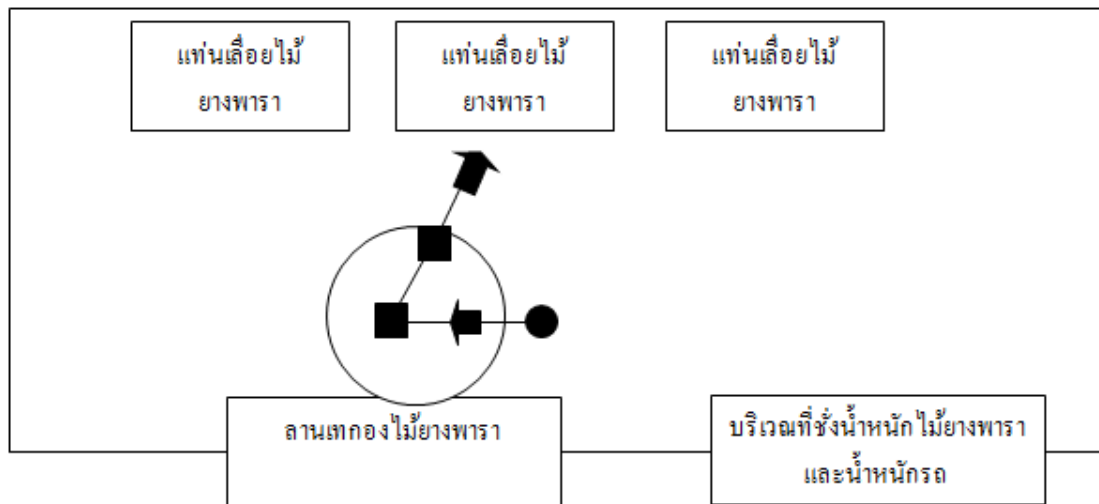 แท่นเลื่อยไม้
ยางพารา
แท่นเลื่อยไม้
ยางพารา
แท่นเลื่อยไม้
ยางพารา
ลานเทกองไม้ยางพารา
บริเวณที่ชั่งน้ำหนักไม้ยางพารา
และน้ำหนักรถ